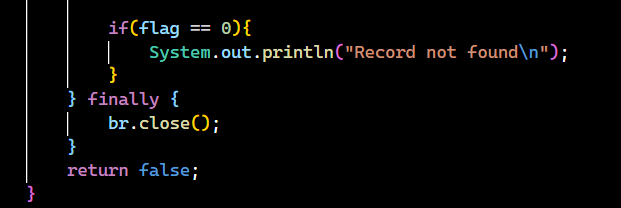 if(flag == 0){
System.out.println("Record not found\n");
}
} finally {
br.close();
}
return false;
}